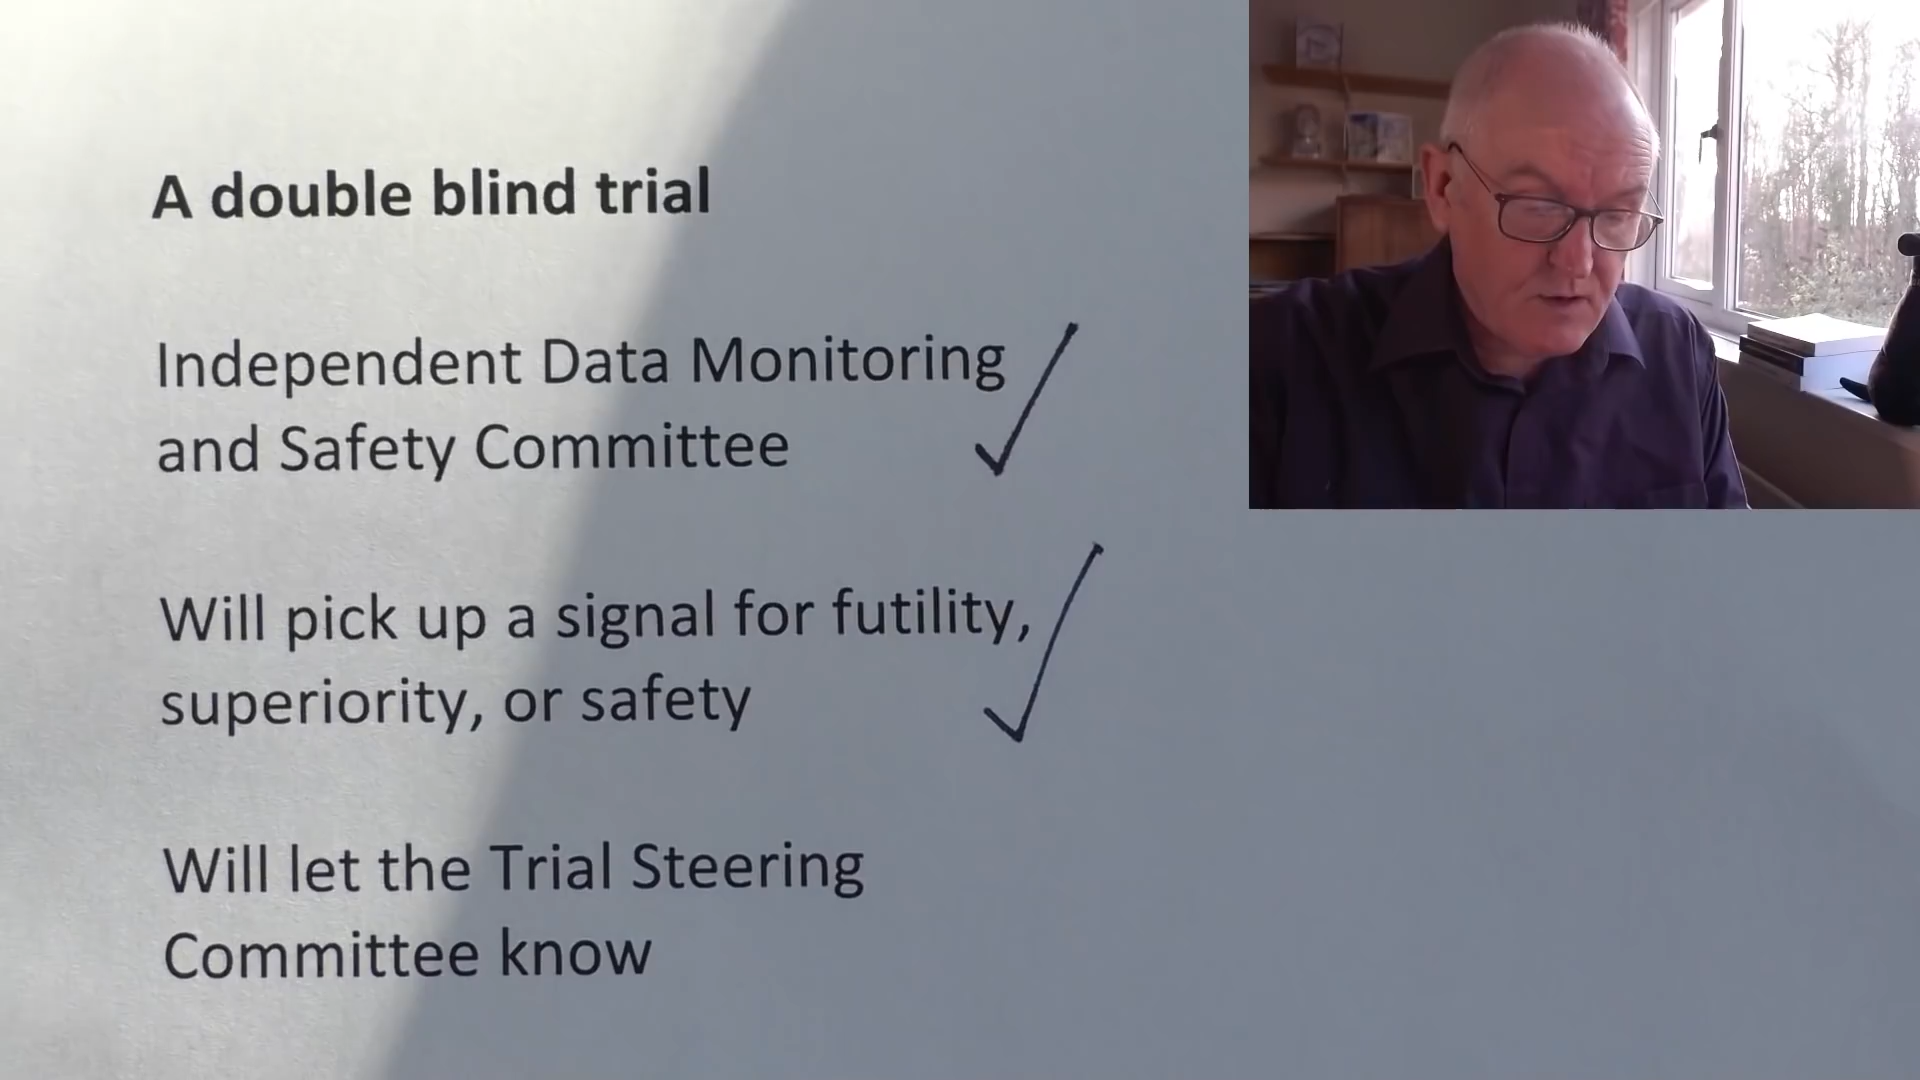 A double blind trial
Independent Data Monitoring
and Safety Committee
Will pick up a signal for futility,
superiority, or safety
Will let the Trial Steering
Committee know